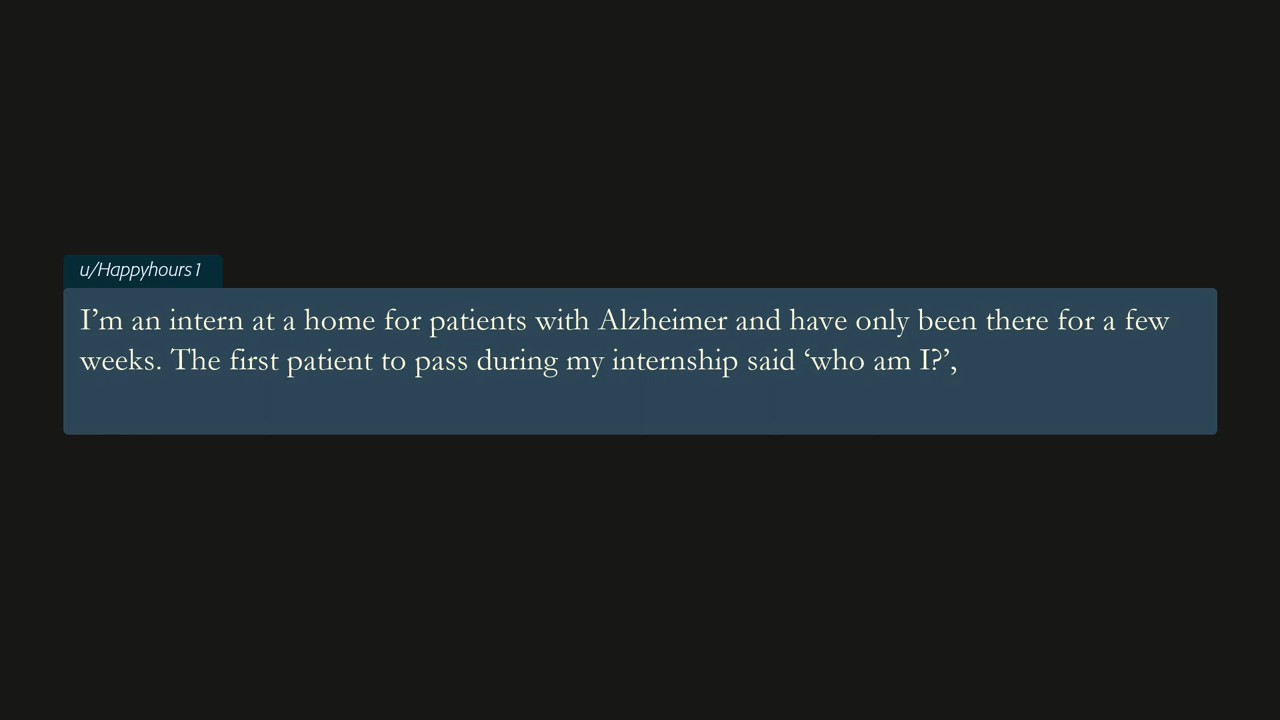 u/Happyhours1
I’m an intern at a home for patients with Alzheimer and have only been there for a few
weeks. The first patient to pass during my internship said ‘who am I?’,